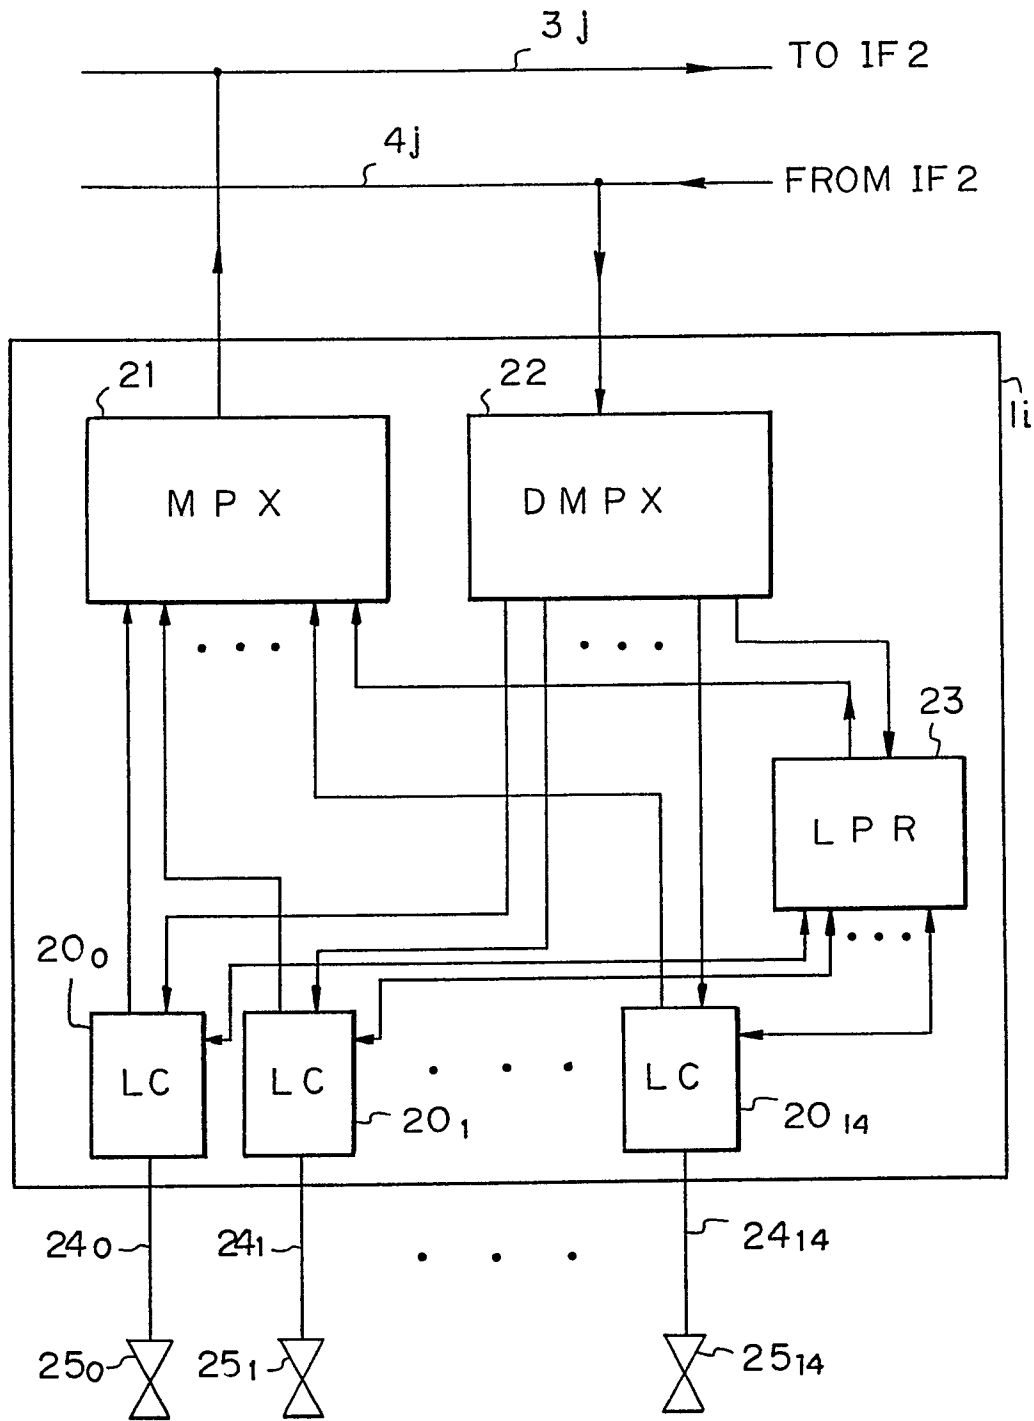 3j
TO IF2
4j
FROM IF2
21
22
1i
MPX
DMPX
23
LPR
20₀
LC
LC
LC
20₁
20₁₄
24₀
24₁
24₁₄
25₀
25₁
25₁₄